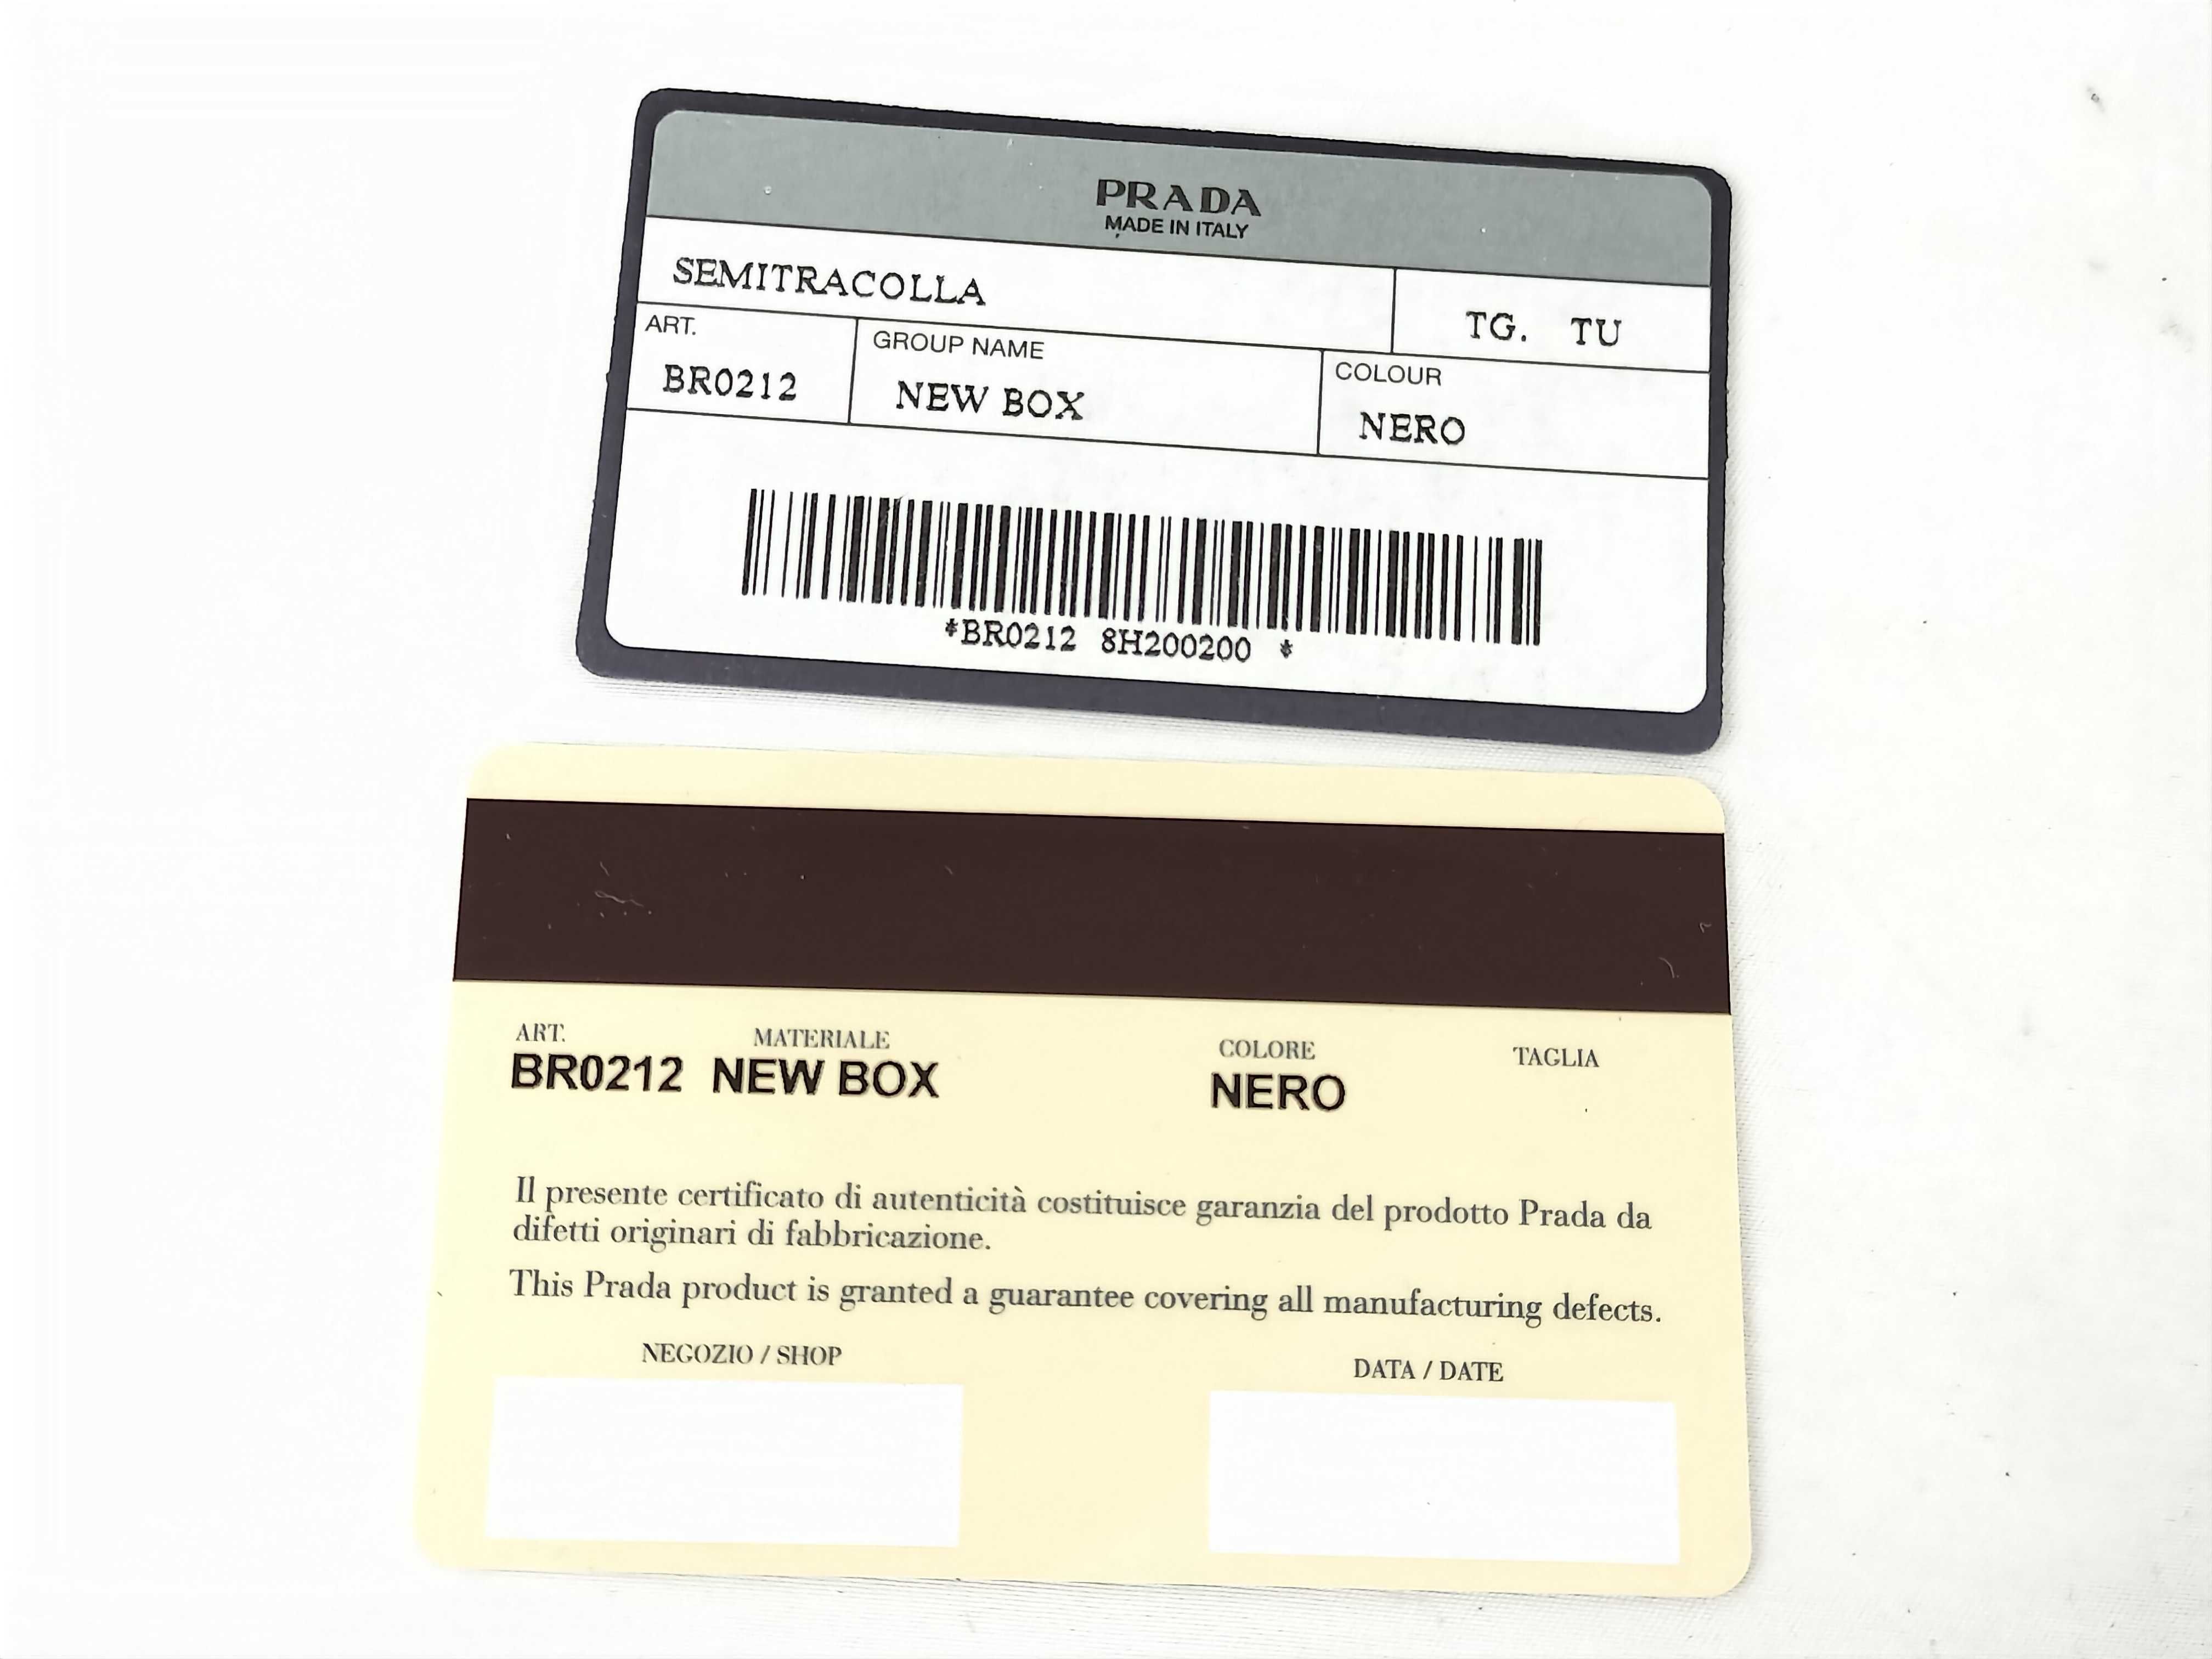 PRADA
MADE IN ITALY
SEMITRACOLLA
TG. TU
ART.
GROUP NAME
COLOUR
BR0212
NEW BOX
NERO
*BR0212 8H200200 *
ART.
MATERIALE
COLORE
TAGLIA
BR0212 NEW BOX
NERO
Il presente certificato di autenticità costituisce garanzia del prodotto Prada da
difetti originari di fabbricazione.
This Prada product is granted a guarantee covering all manufacturing defects.
NEGOZIO / SHOP
DATA / DATE